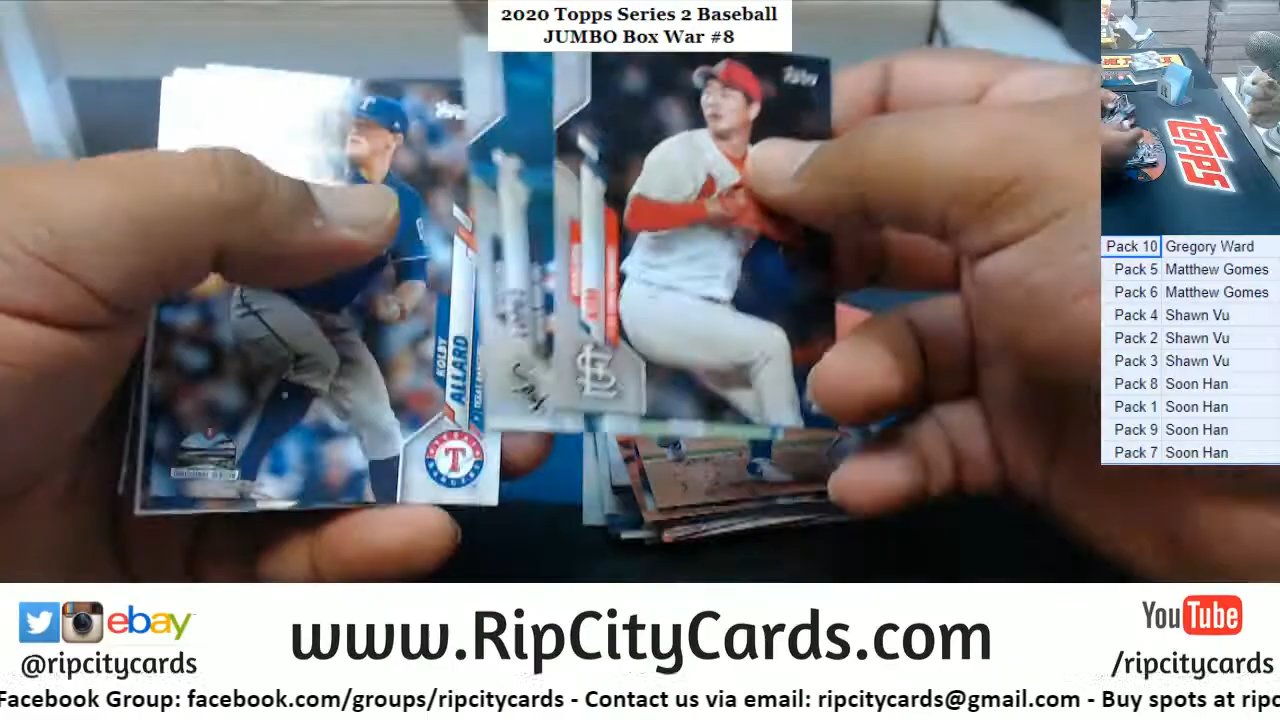 2020 Topps Series 2 Baseball
JUMBO Box War #8
Topps
KOLBY
ALLARD
T
topps
Pack 10 Gregory Ward
Pack 5 Matthew Gomes
Pack 6 Matthew Gomes
Pack 4 Shawn Vu
Pack 2 Shawn Vu
Pack 3 Shawn Vu
Pack 8 Soon Han
Pack 1 Soon Han
Pack 9 Soon Han
Pack 7 Soon Han
ebay
@ripcitycards
www.RipCityCards.com
YouTube
/ripcitycards
Facebook Group: facebook.com/groups/ripcitycards - Contact us via email: ripcitycards@gmail.com - Buy spots at ripc